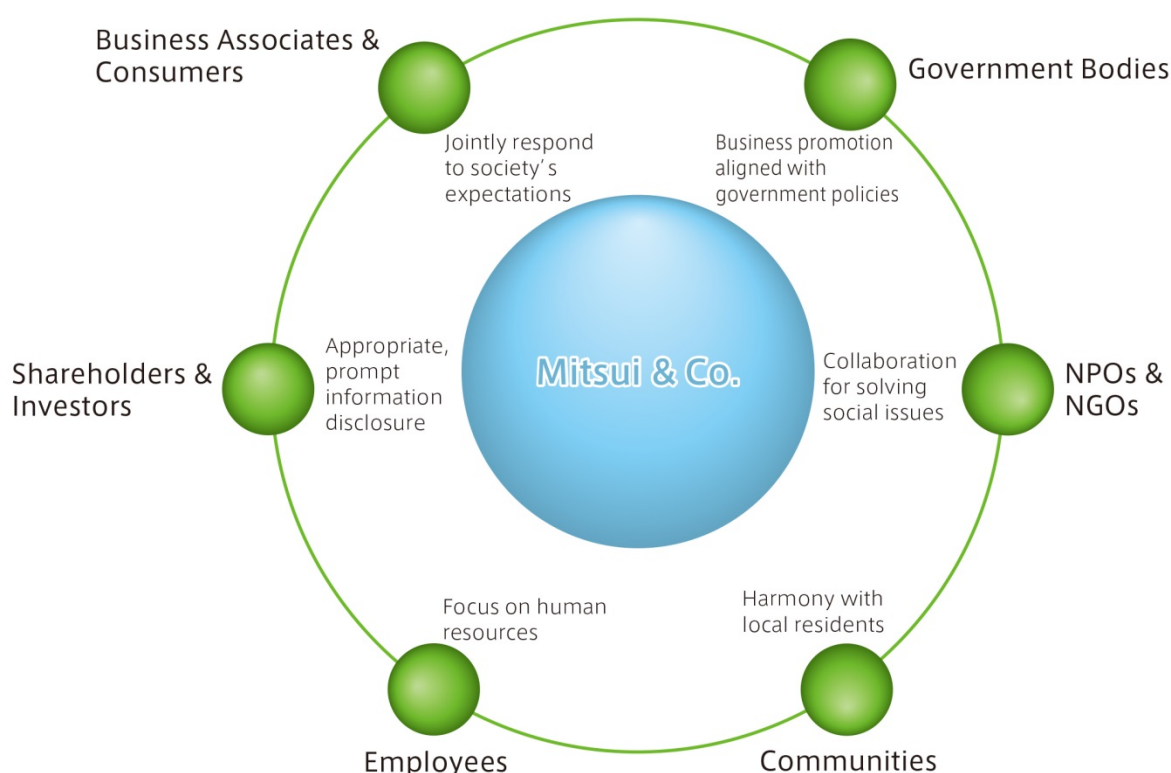 Business Associates &
Consumers
Government Bodies
Jointly respond
to society's
expectations
Business promotion
aligned with
government policies
Shareholders &
Investors
Appropriate,
prompt
information
disclosure
Mitsui & Co.
Collaboration
for solving
social issues
NPOs &
NGOs
Focus on human
resources
Harmony with
local residents
Employees
Communities